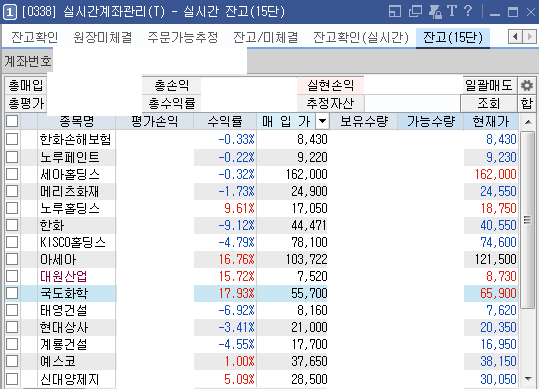 1 [0338] 실시간계좌관리(T) - 실시간 잔고(15단) T ?
잔고확인 원장미체결 주문가능추정 잔고/미체결 잔고확인(실시간) 잔고(15단)
계좌번호
총매입 총손익 실현손익 일괄매도
총평가 총수익률 추정자산 조회 합
종목명 평가손익 수익률 매 입 가 보유수량 가능수량 현재가
한화손해보험 -0.33% 8,430 8,430
노루페인트 -0.22% 9,220 9,230
세아홀딩스 -0.32% 162,000 162,000
메리츠화재 -1.73% 24,900 24,550
노루홀딩스 9.61% 17,050 18,750
한화 -9.12% 44,471 40,550
KISCO홀딩스 -4.79% 78,100 74,600
아세아 16.76% 103,722 121,500
대원산업 15.72% 7,520 8,730
국도화학 17.93% 55,700 65,900
태영건설 -6.92% 8,160 7,620
현대상사 -3.41% 21,000 20,350
계룡건설 -4.55% 17,700 16,950
예스코 1.00% 37,650 38,150
신대양제지 5.09% 28,500 30,050